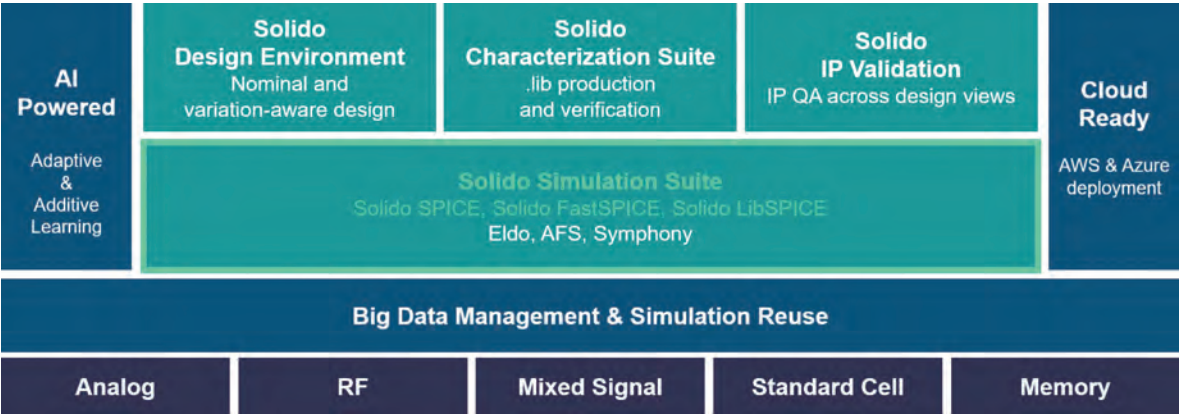 AI
Powered
Adaptive
&
Additive
Learning
Solido
Design Environment
Nominal and
variation-aware design
Solido
Characterization Suite
.lib production
and verification
Solido
IP Validation
IP QA across design views
Cloud
Ready
AWS & Azure
deployment
Solido Simulation Suite
Solido SPICE, Solido FastSPICE, Solido LibSPICE
Eldo, AFS, Symphony
Big Data Management & Simulation Reuse
Analog
RF
Mixed Signal
Standard Cell
Memory